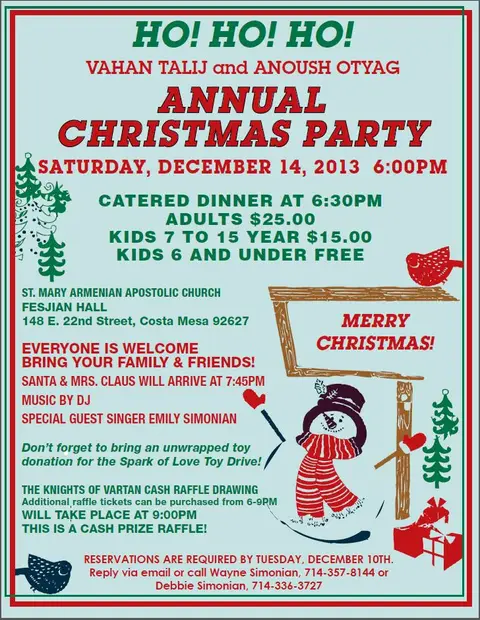 HO! HO! HO!
VAHAN TALIJ and ANOUSH OTYAG
ANNUAL
CHRISTMAS PARTY
SATURDAY, DECEMBER 14, 2013 6:00PM
CATERED DINNER AT 6:30PM
ADULTS $25.00
KIDS 7 TO 15 YEAR $15.00
KIDS 6 AND UNDER FREE
ST. MARY ARMENIAN APOSTOLIC CHURCH
FESJIAN HALL
148 E. 22nd Street, Costa Mesa 92627
MERRY
CHRISTMAS!
EVERYONE IS WELCOME
BRING YOUR FAMILY & FRIENDS!
SANTA & MRS. CLAUS WILL ARRIVE AT 7:45PM
MUSIC BY DJ
SPECIAL GUEST SINGER EMILY SIMONIAN
Don't forget to bring an unwrapped toy
donation for the Spark of Love Toy Drive!
THE KNIGHTS OF VARTAN CASH RAFFLE DRAWING
Additional raffle tickets can be purchased from 6-9PM
WILL TAKE PLACE AT 9:00PM
THIS IS A CASH PRIZE RAFFLE!
RESERVATIONS ARE REQUIRED BY TUESDAY, DECEMBER 10TH.
Reply via email or call Wayne Simonian, 714-357-8144 or
Debbie Simonian, 714-336-3727